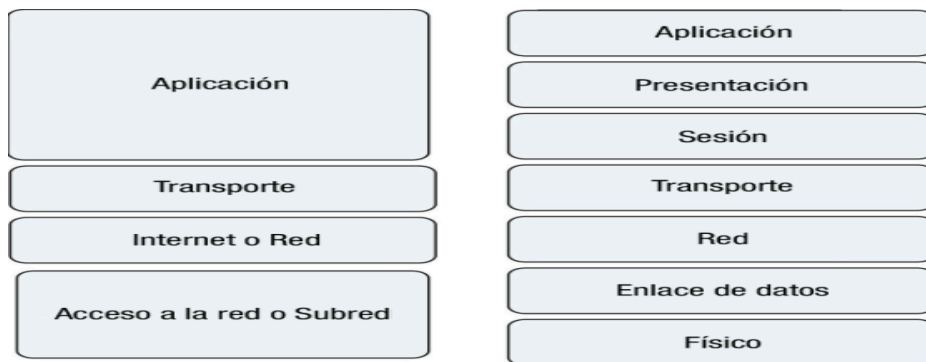 Aplicación
Transporte
Internet o Red
Acceso a la red o Subred
Aplicación
Presentación
Sesión
Transporte
Red
Enlace de datos
Físico